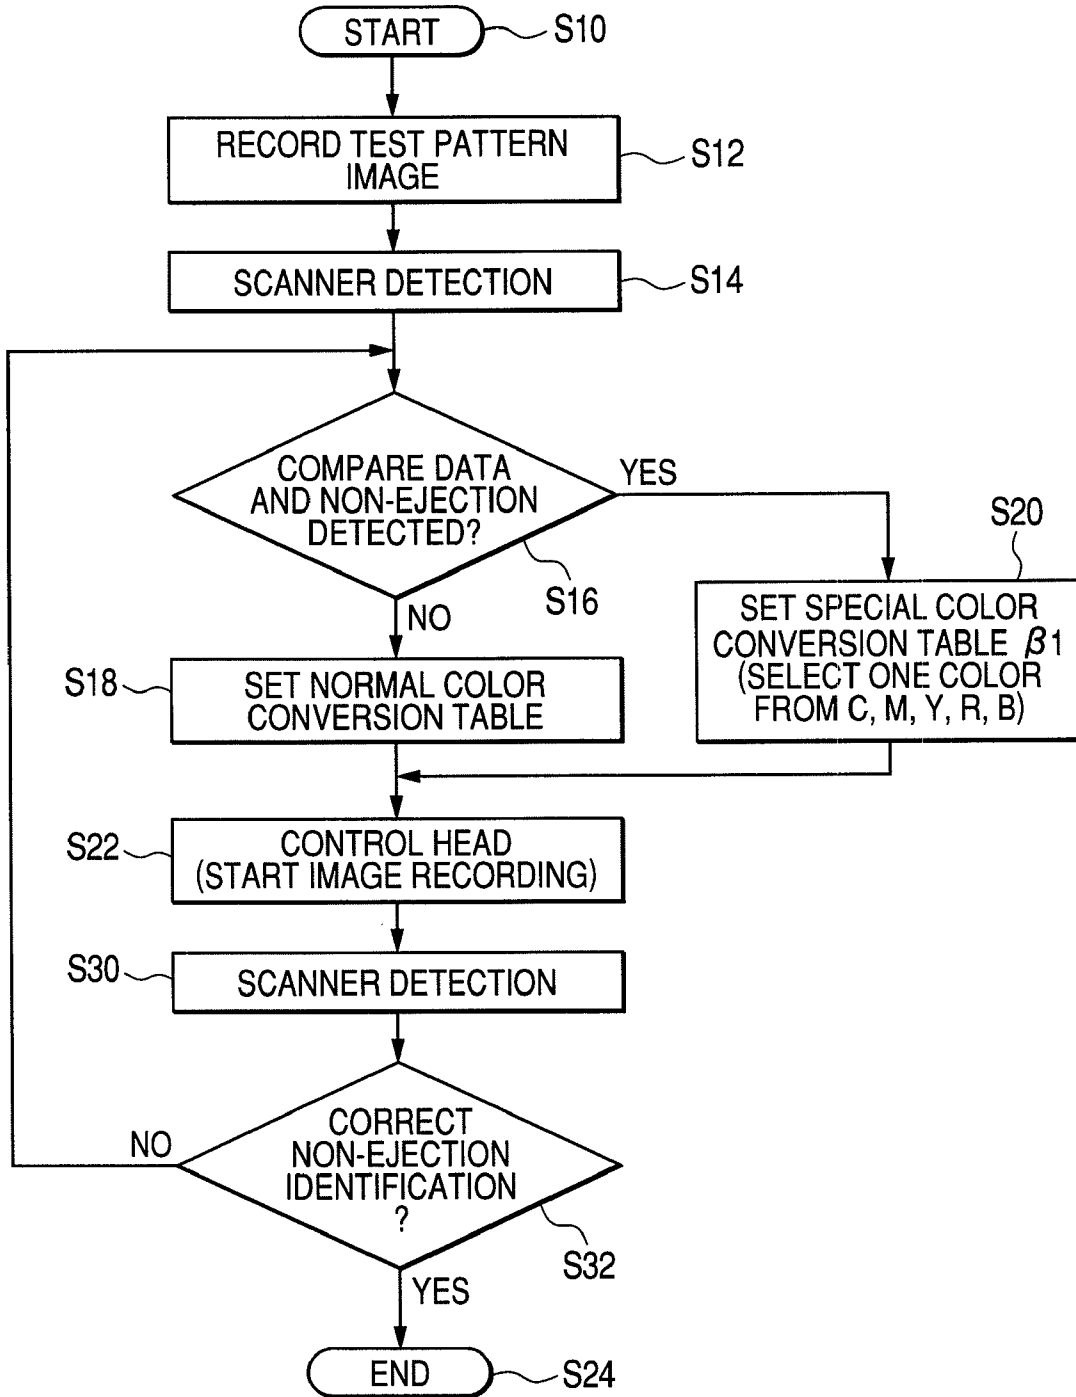 START
S10
RECORD TEST PATTERN
IMAGE
S12
SCANNER DETECTION
S14
COMPARE DATA
AND NON-EJECTION
DETECTED?
YES
S16
NO
S20
SET SPECIAL COLOR
CONVERSION TABLE β1
(SELECT ONE COLOR
FROM C, M, Y, R, B)
S18
SET NORMAL COLOR
CONVERSION TABLE
S22
CONTROL HEAD
(START IMAGE RECORDING)
S30
SCANNER DETECTION
NO
CORRECT
NON-EJECTION
IDENTIFICATION
?
S32
YES
END
S24